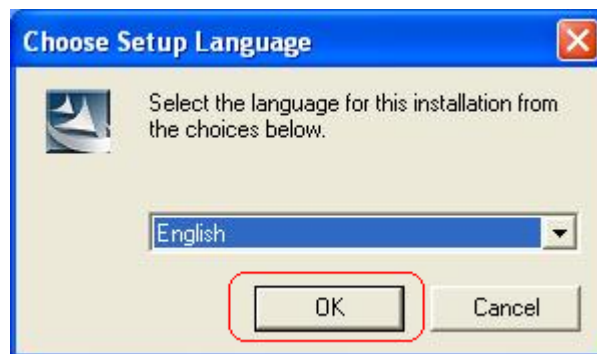 Choose Setup Language
Select the language for this installation from
the choices below.
English
OK
Cancel